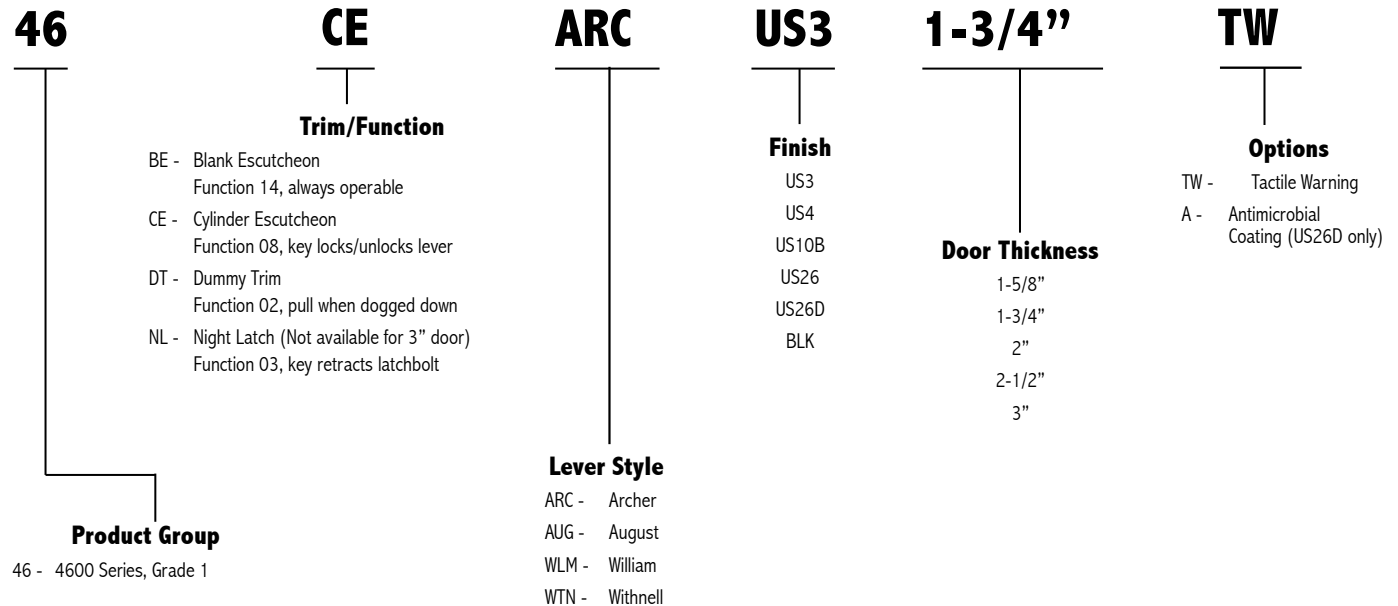 46 CE ARC US3 1-3/4” TW
Trim/Function
BE - Blank Escutcheon
Function 14, always operable
CE - Cylinder Escutcheon
Function 08, key locks/unlocks lever
DT - Dummy Trim
Function 02, pull when dogged down
NL - Night Latch (Not available for 3” door)
Function 03, key retracts latchbolt
Finish
US3
US4
US10B
US26
US26D
BLK
Door Thickness
1-5/8”
1-3/4”
2”
2-1/2”
3”
Options
TW - Tactile Warning
A - Antimicrobial
Coating (US26D only)
Lever Style
ARC - Archer
AUG - August
WLM - William
WTN - Withnell
Product Group
46 - 4600 Series, Grade 1